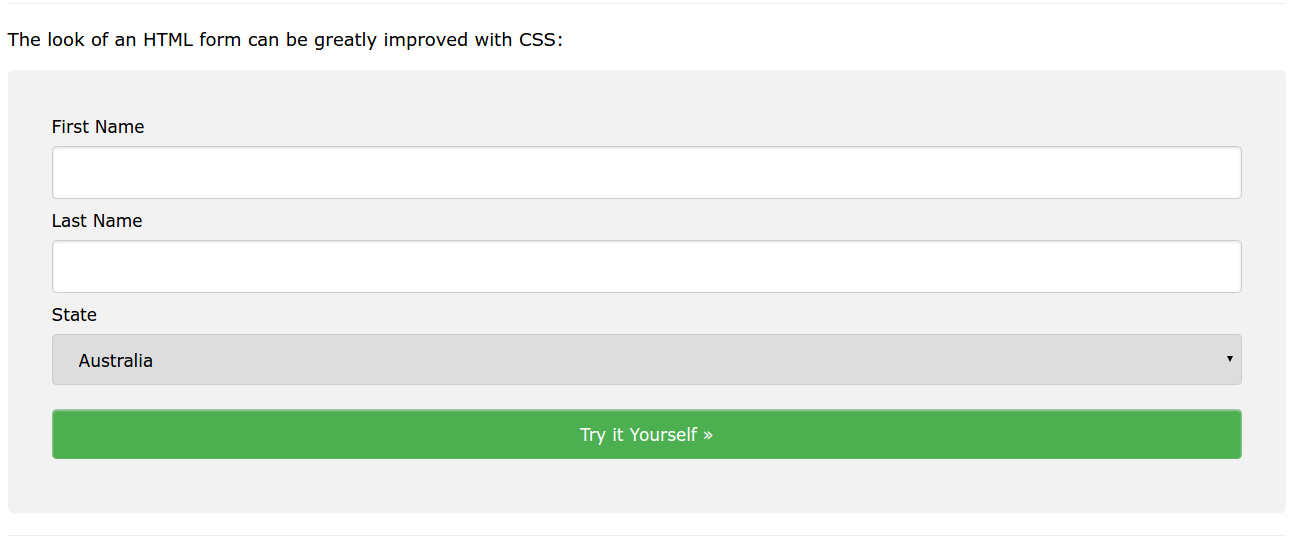 The look of an HTML form can be greatly improved with CSS:
First Name
Last Name
State
Australia
Try it Yourself »